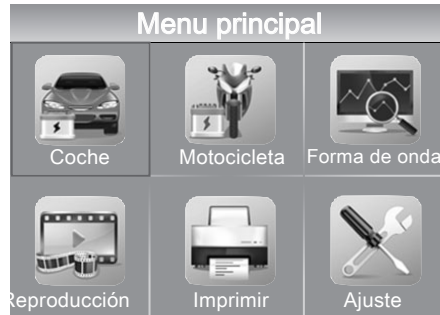 Menu principal
Coche
Motocicleta
Forma de onda
Reproducción
Imprimir
Ajuste